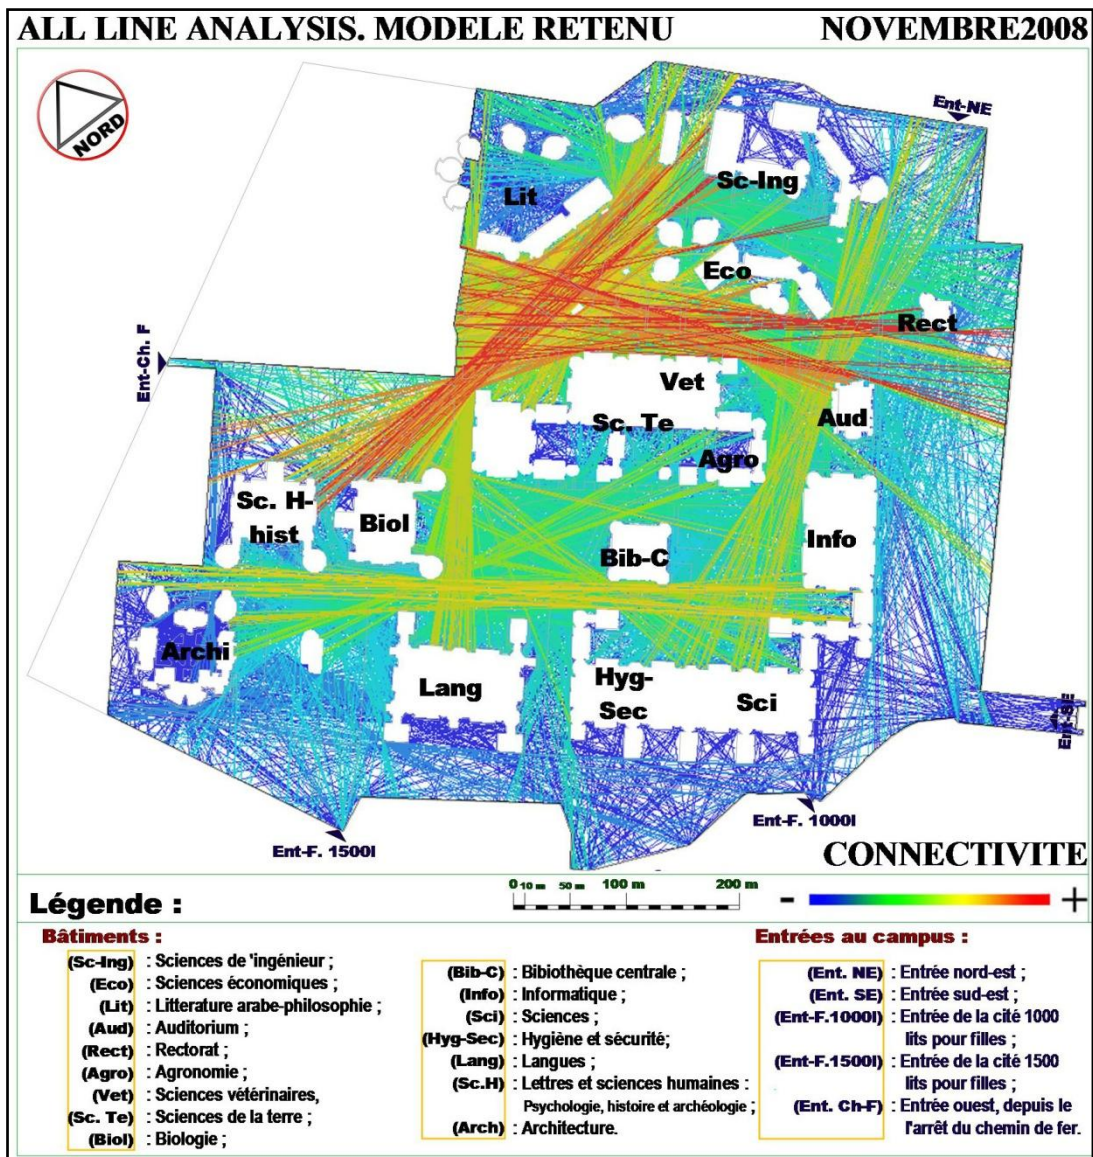 ALL LINE ANALYSIS. MODELE RETENU NOVEMBRE2008
NORD
Ent-NE
Lit
Sc-Ing
Eco
Rect
Ent-Ch. F
Vet
Sc. Te
Aud
Agro
Sc. H-
hist
Biol
Info
Bib-C
Archi
Lang
Hyg-
Sec
Sci
Ent-SE
Ent-F. 1000l
Ent-F. 1500l
CONNECTIVITE
0 10 m 50 m 100 m 200 m
- +
Légende :
Bâtiments :
(Sc-Ing) : Sciences de 'ingénieur ;
(Eco) : Sciences économiques ;
(Lit) : Litterature arabe-philosophie ;
(Aud) : Auditorium ;
(Rect) : Rectorat ;
(Agro) : Agronomie ;
(Vet) : Sciences vétérinaires,
(Sc. Te) : Sciences de la terre ;
(Biol) : Biologie ;
(Bib-C) : Bibiothèque centrale ;
(Info) : Informatique ;
(Sci) : Sciences ;
(Hyg-Sec) : Hygiène et sécurité;
(Lang) : Langues ;
(Sc.H) : Lettres et sciences humaines :
Psychologie, histoire et archéologie ;
(Arch) : Architecture.
Entrées au campus :
(Ent. NE) : Entrée nord-est ;
(Ent. SE) : Entrée sud-est ;
(Ent-F.1000l) : Entrée de la cité 1000
lits pour filles ;
(Ent-F.1500l) : Entrée de la cité 1500
lits pour filles ;
(Ent. Ch-F) : Entrée ouest, depuis le
l'arrêt du chemin de fer.